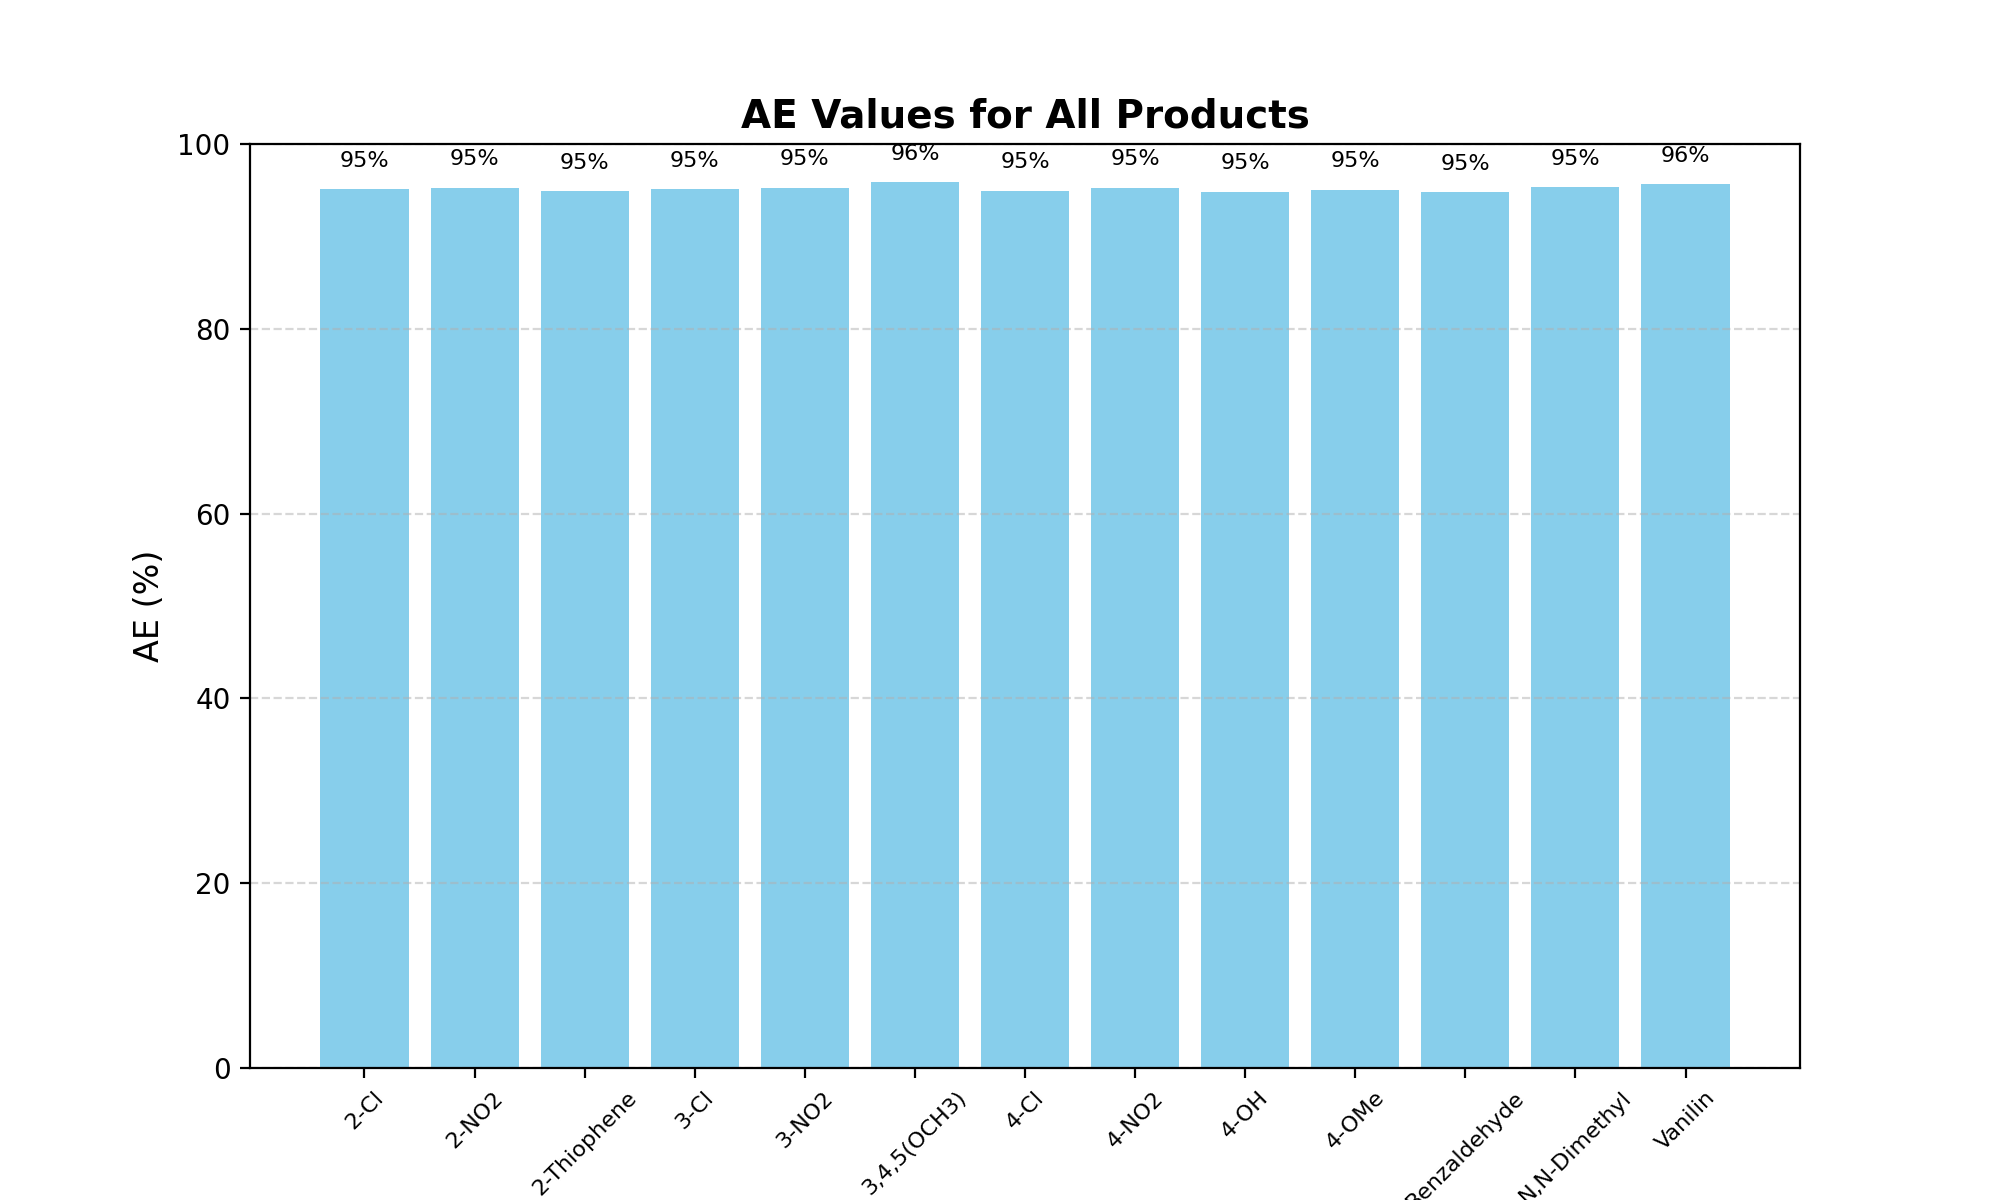 AE Values for All Products
AE (%)
100
80
60
40
20
0
95% 95% 95% 95% 95% 96% 95% 95% 95% 95% 95% 95% 96%
2-Cl 2-NO2 2-Thiophene 3-Cl 3-NO2 3,4,5(OCH3) 4-Cl 4-NO2 4-OH 4-OMe Benzaldehyde N,N-Dimethyl Vanilin